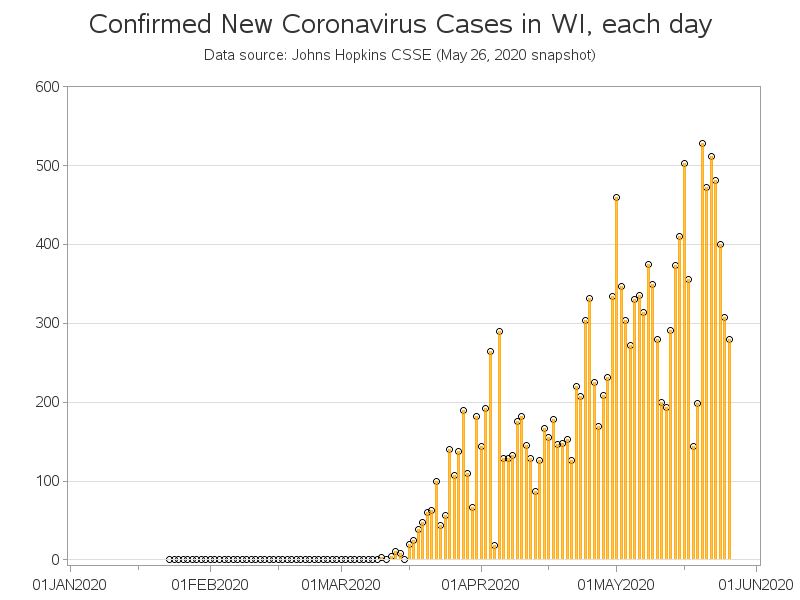 Confirmed New Coronavirus Cases in WI, each day
Data source: Johns Hopkins CSSE (May 26, 2020 snapshot)
600
500
400
300
200
100
0
01JAN2020 01FEB2020 01MAR2020 01APR2020 01MAY2020 01JUN2020